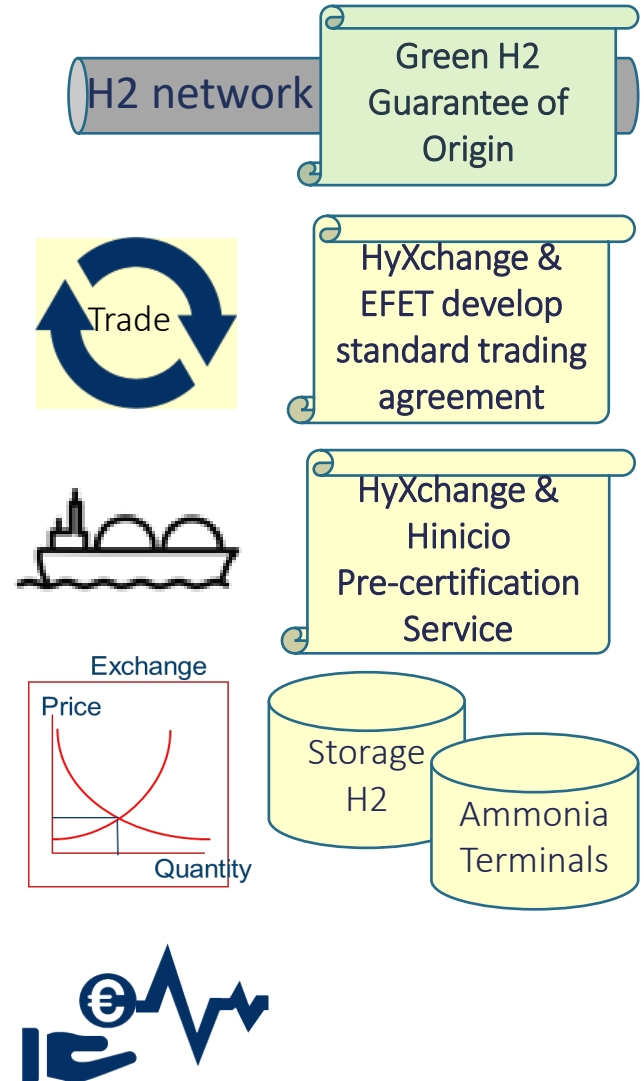 H2 network
Green H2
Guarantee of
Origin
Trade
HyXchange &
EFET develop
standard trading
agreement
HyXchange &
Hinicio
Pre-certification
Service
Exchange
Price
Quantity
Storage
H2
Ammonia
Terminals
€